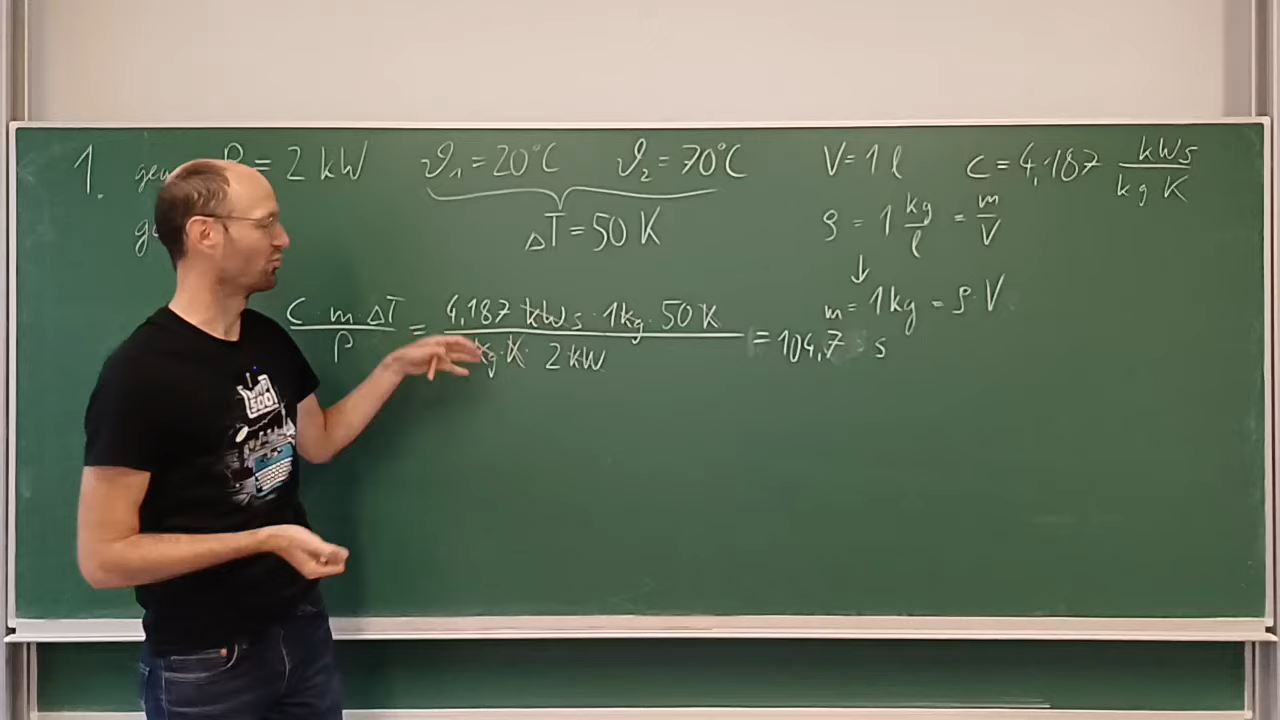 1. P = 2 kW ϑ₁ = 20°C ϑ₂ = 70°C V = 1 l c = 4,187 kWs / kg K
ΔT = 50 K ρ = 1 kg / l = m / V
↓
m = 1 kg = ρ · V
c · m · ΔT / P = 4,187 kWs · 1kg · 50 K / kg · K · 2 kW = 104,7 s
500